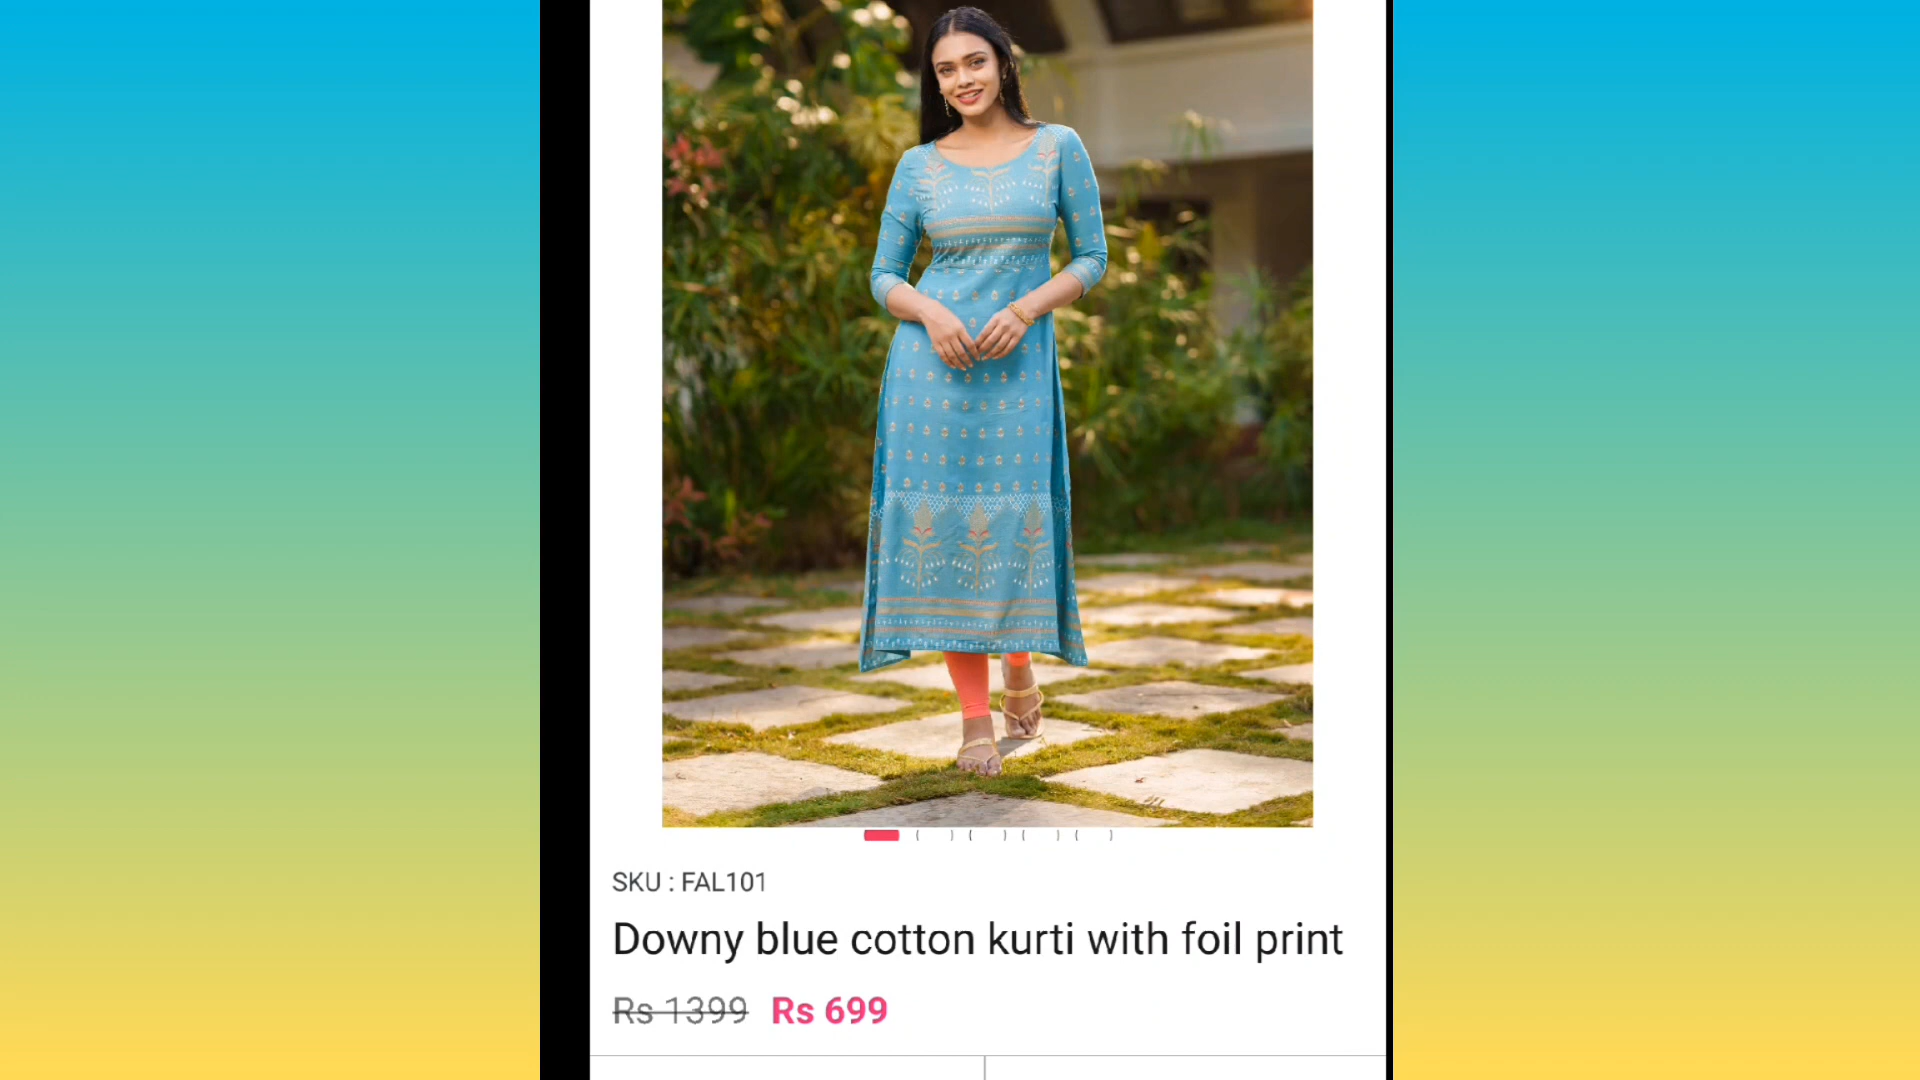 SKU : FAL101
Downy blue cotton kurti with foil print
Rs 1399 Rs 699